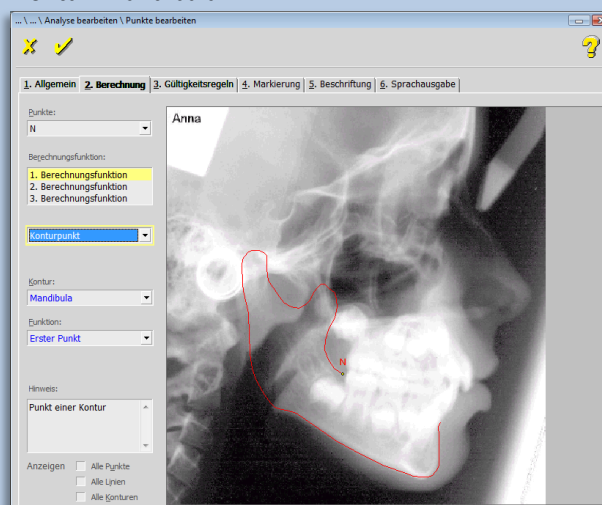 ... \ ... \ Analyse bearbeiten \ Punkte bearbeiten
1. Allgemein 2. Berechnung 3. Gültigkeitsregeln 4. Markierung 5. Beschriftung 6. Sprachausgabe
Punkte:
N
Berechnungsfunktion:
1. Berechnungsfunktion
2. Berechnungsfunktion
3. Berechnungsfunktion
Konturpunkt
Kontur:
Mandibula
Funktion:
Erster Punkt
Hinweis:
Punkt einer Kontur
Anzeigen
Alle Punkte
Alle Linien
Alle Konturen
Anna
N